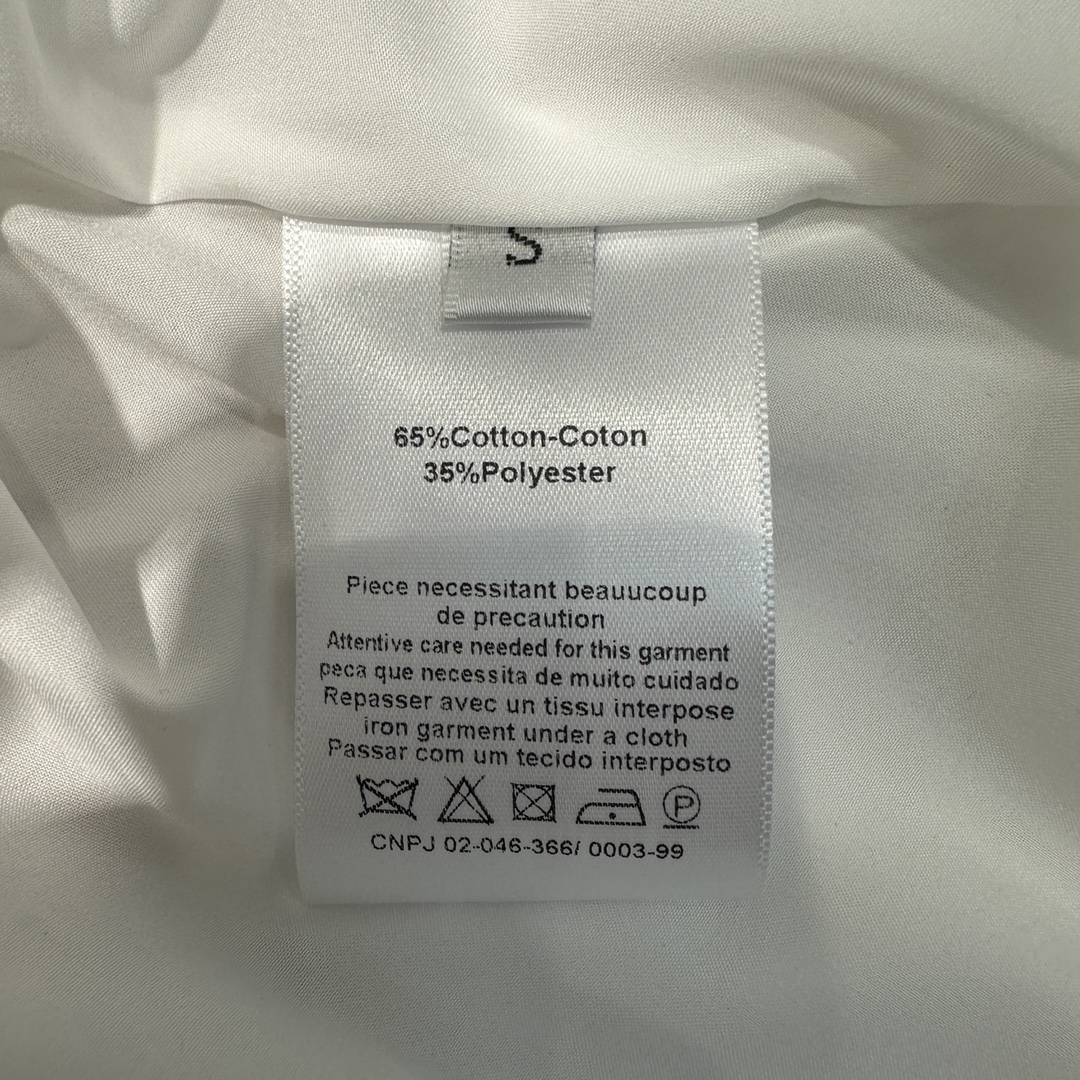 S
65%Cotton-Coton
35%Polyester
Piece necessitant beauucoup
de precaution
Attentive care needed for this garment
peca que necessita de muito cuidado
Repasser avec un tissu interpose
iron garment under a cloth
Passar com um tecido interposto
P
CNPJ 02-046-366/ 0003-99